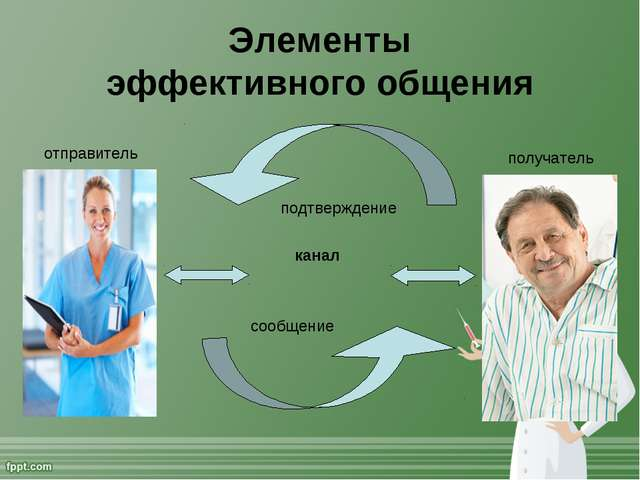 Элементы
эффективного общения
отправитель
получатель
подтверждение
канал
сообщение
fppt.com